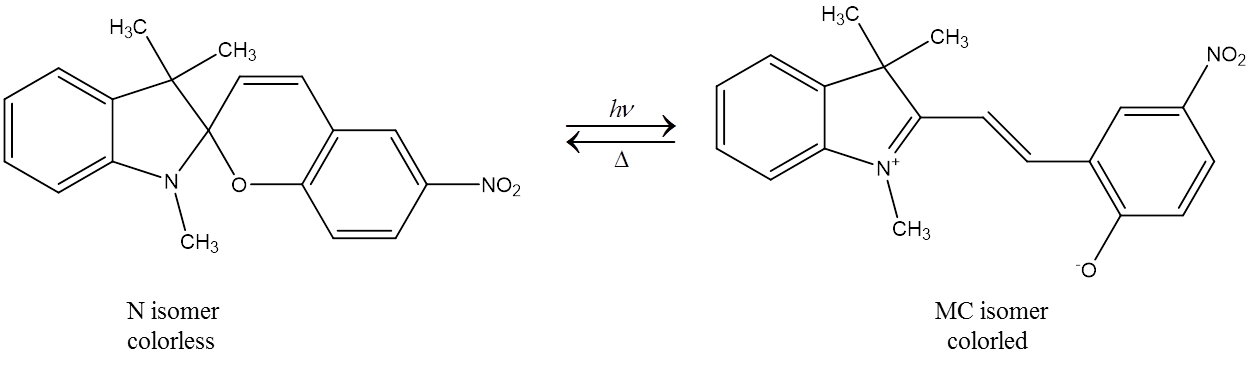 H₃C
CH₃
N
CH₃
O
NO₂
hν
Δ
H₃C
CH₃
N⁺
CH₃
NO₂
⁻O
N isomer
colorless
MC isomer
colorled